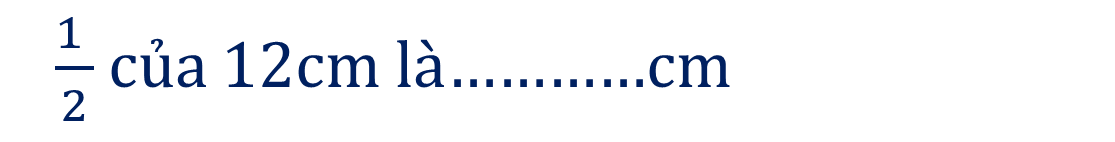 1/2 của 12cm là............cm